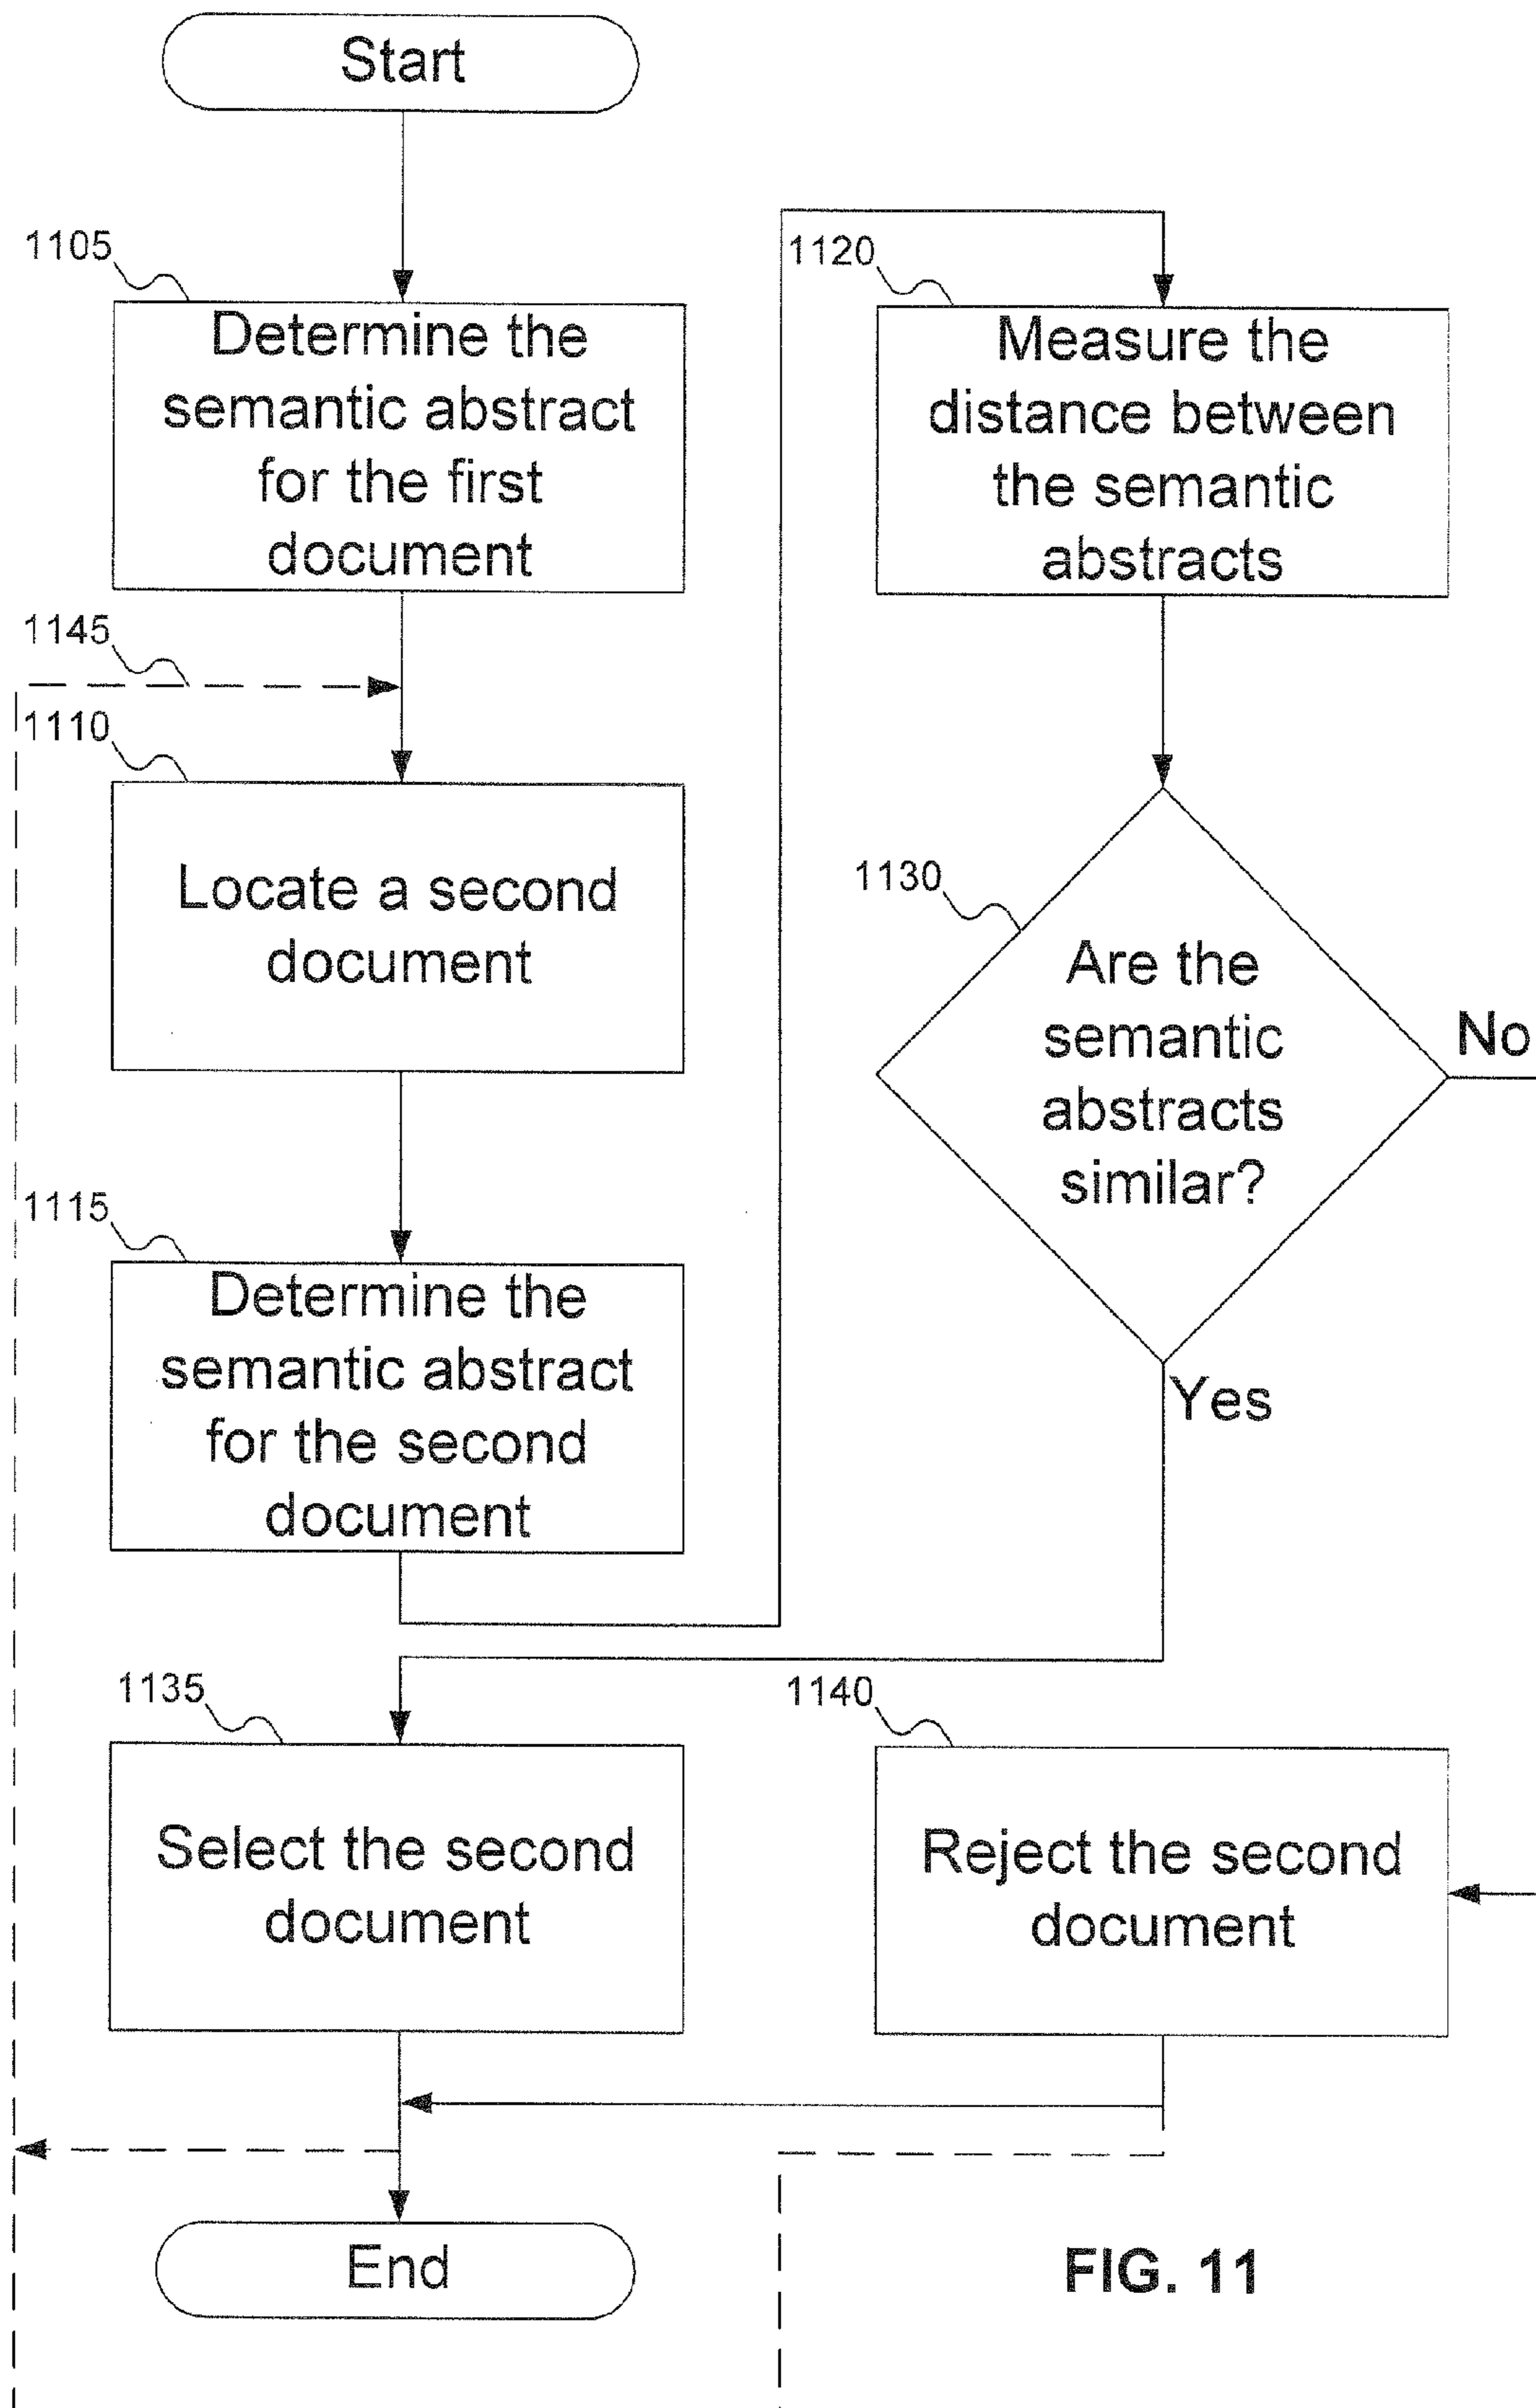 Start
1105
Determine the
semantic abstract
for the first
document
1145
1110
Locate a second
document
1115
Determine the
semantic abstract
for the second
document
1120
Measure the
distance between
the semantic
abstracts
1130
Are the
semantic
abstracts
similar?
No
Yes
1135
Select the second
document
1140
Reject the second
document
End
FIG. 11